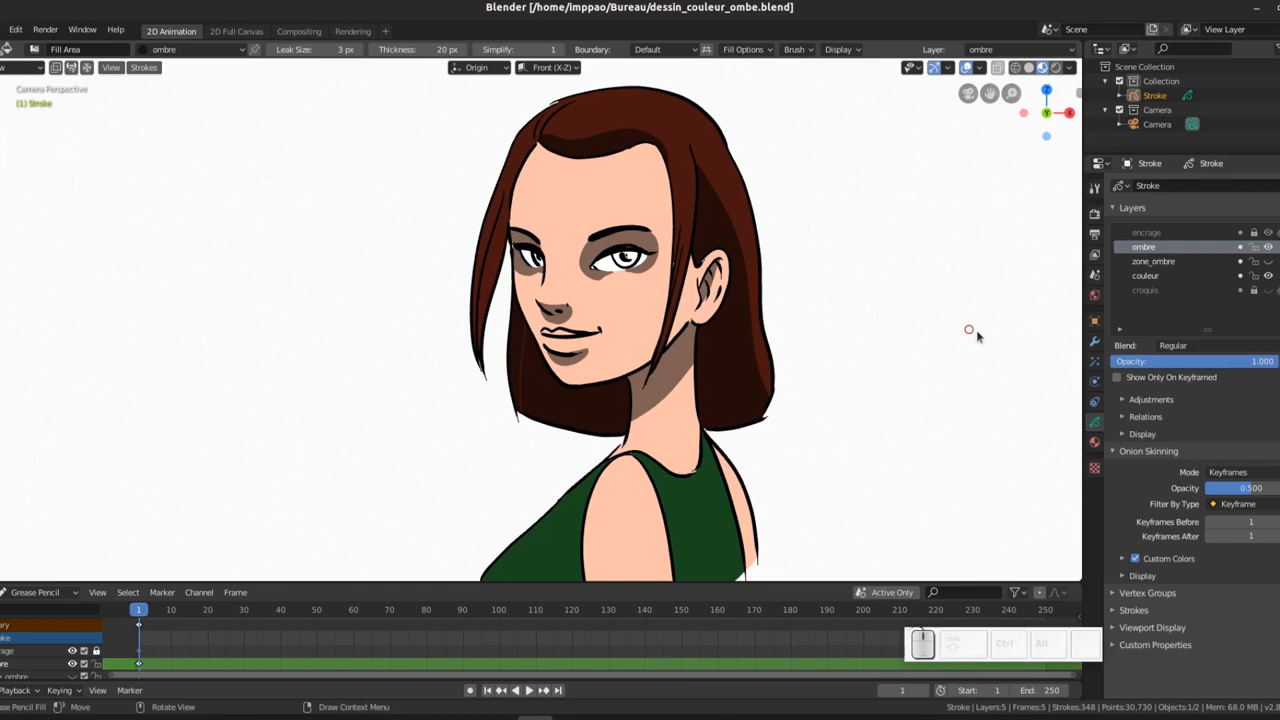 Blender [/home/imppao/Bureau/dessin_couleur_ombe.blend]
Edit Render Window Help 2D Animation 2D Full Canvas Compositing Rendering + Scene View Layer
Fill Area ombre Leak Size: 3 px Thickness: 20 px Simplify: 1 Boundary: Default Fill Options Brush Display Layer: ombre
View Strokes Origin Front (X-Z)
Camera Perspective
(1) Stroke
Z
Y
X
Scene Collection
Collection
Stroke
Camera
Camera
Stroke Stroke
Stroke
Layers
encrage
ombre
zone_ombre
couleur
croquis
Blend: Regular
Opacity: 1.000
Show Only On Keyframed
Adjustments
Relations
Display
Onion Skinning
Mode Keyframes
Opacity 0.500
Filter By Type Keyframe
Keyframes Before 1
Keyframes After 1
Custom Colors
Display
Vertex Groups
Strokes
Viewport Display
Custom Properties
Grease Pencil View Select Marker Channel Frame Active Only
1 10 20 30 40 50 60 70 80 90 100 110 120 130 140 150 160 170 180 190 200 210 220 230 240 250
Ctrl Alt
Playback Keying View Marker 1 Start: 1 End: 250
Move Rotate View Draw Context Menu Stroke | Layers:5 | Frames:5 | Strokes:348 | Points:30,730 | Objects:1/2 | Mem: 68.0 MB | v2.8